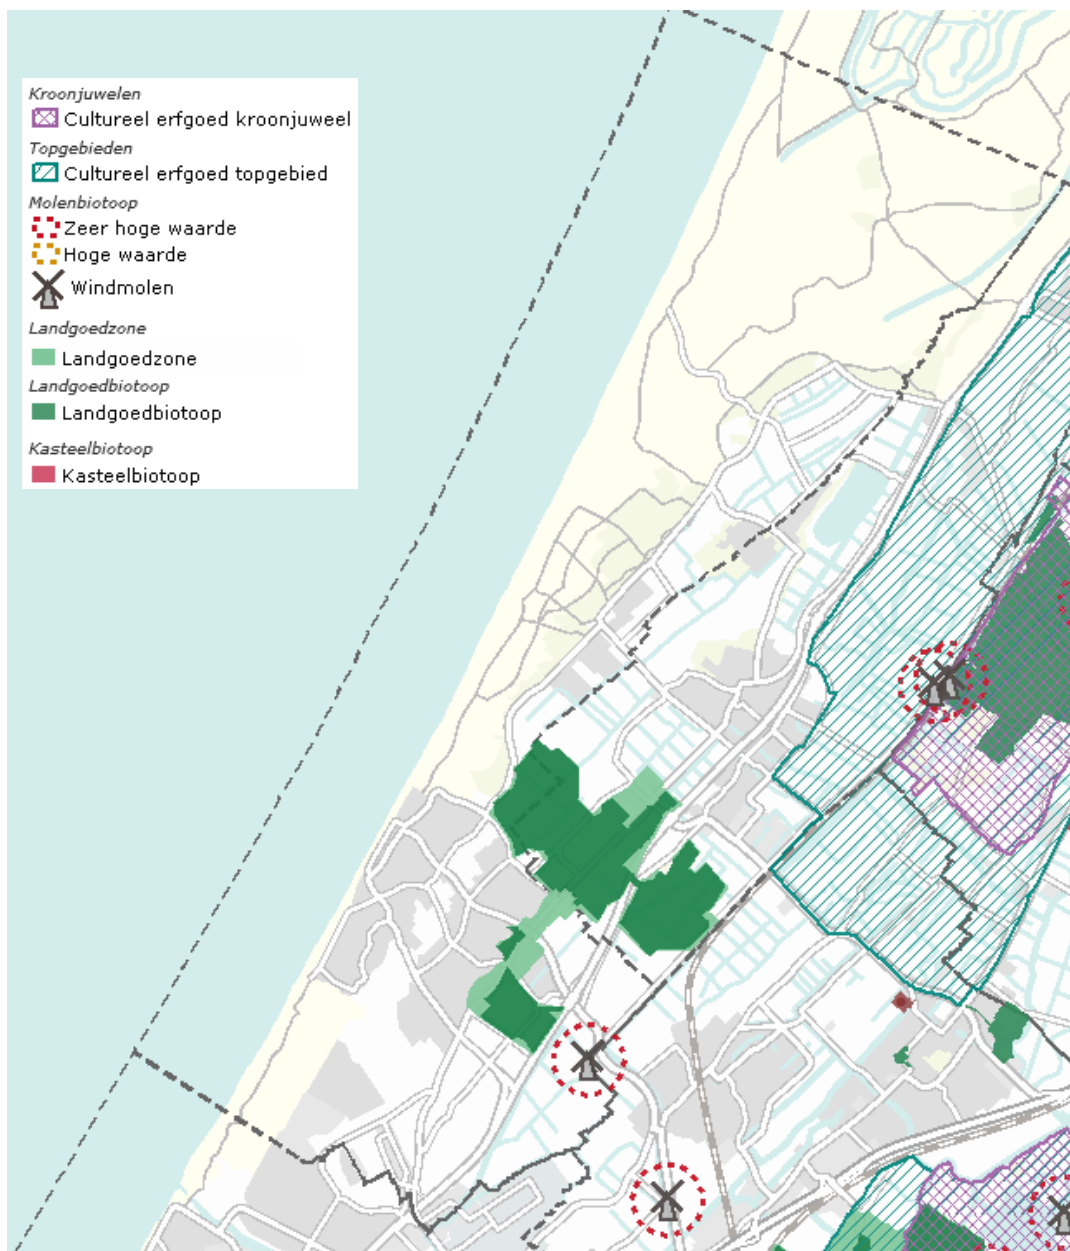 Kroonjuwelen
Cultureel erfgoed kroonjuweel
Topgebieden
Cultureel erfgoed topgebied
Molenbiotoop
Zeer hoge waarde
Hoge waarde
Windmolen
Landgoedzone
Landgoedzone
Landgoedbiotoop
Landgoedbiotoop
Kasteelbiotoop
Kasteelbiotoop